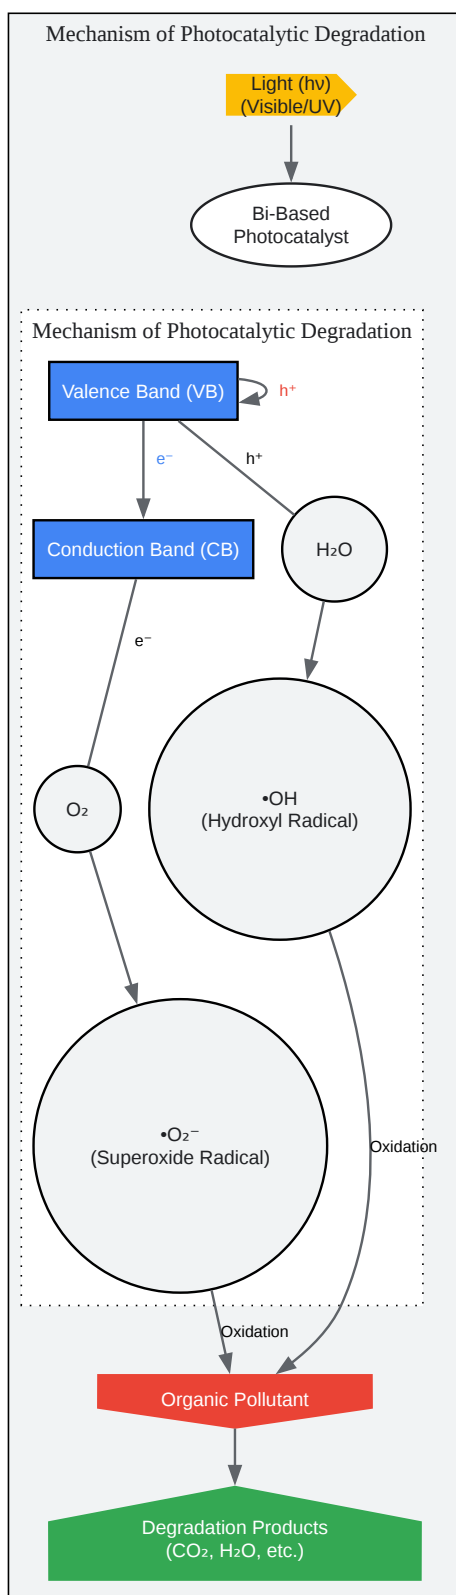 Mechanism of Photocatalytic Degradation
Light (hν)
(Visible/UV)
Bi-Based
Photocatalyst
Mechanism of Photocatalytic Degradation
Valence Band (VB)
h⁺
e⁻
h⁺
Conduction Band (CB)
H₂O
e⁻
O₂
•OH
(Hydroxyl Radical)
•O₂⁻
(Superoxide Radical)
Oxidation
Oxidation
Organic Pollutant
Degradation Products
(CO₂, H₂O, etc.)